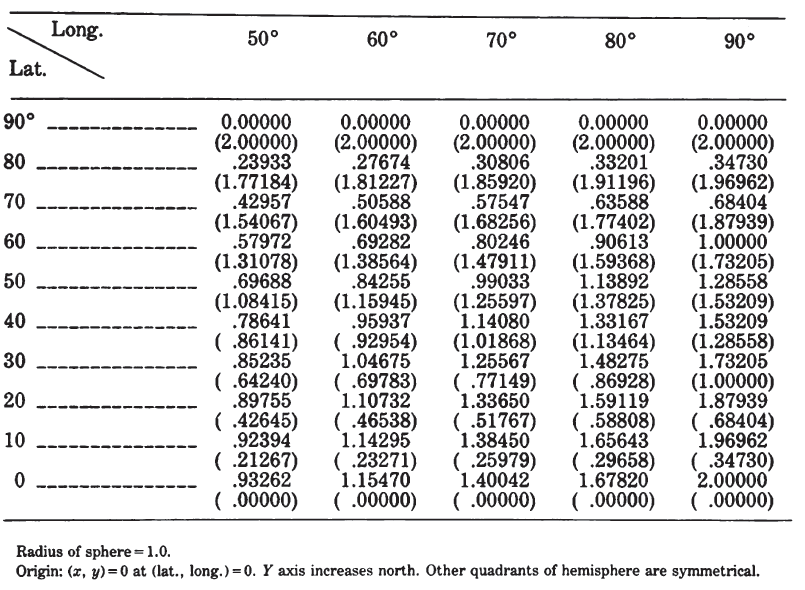 Long. 50° 60° 70° 80° 90°
Lat.
90° 0.00000 0.00000 0.00000 0.00000 0.00000
(2.00000) (2.00000) (2.00000) (2.00000) (2.00000)
80 .23933 .27674 .30806 .33201 .34730
(1.77184) (1.81227) (1.85920) (1.91196) (1.96962)
70 .42957 .50588 .57547 .63588 .68404
(1.54067) (1.60493) (1.68256) (1.77402) (1.87939)
60 .57972 .69282 .80246 .90613 1.00000
(1.31078) (1.38564) (1.47911) (1.59368) (1.73205)
50 .69688 .84255 .99033 1.13892 1.28558
(1.08415) (1.15945) (1.25597) (1.37825) (1.53209)
40 .78641 .95937 1.14080 1.33167 1.53209
( .86141) ( .92954) (1.01868) (1.13464) (1.28558)
30 .85235 1.04675 1.25567 1.48275 1.73205
( .64240) ( .69783) ( .77149) ( .86928) (1.00000)
20 .89755 1.10732 1.33650 1.59119 1.87939
( .42645) ( .46538) ( .51767) ( .58808) ( .68404)
10 .92394 1.14295 1.38450 1.65643 1.96962
( .21267) ( .23271) ( .25979) ( .29658) ( .34730)
0 .93262 1.15470 1.40042 1.67820 2.00000
( .00000) ( .00000) ( .00000) ( .00000) ( .00000)
Radius of sphere = 1.0.
Origin: (x, y) = 0 at (lat., long.) = 0. Y axis increases north. Other quadrants of hemisphere are symmetrical.